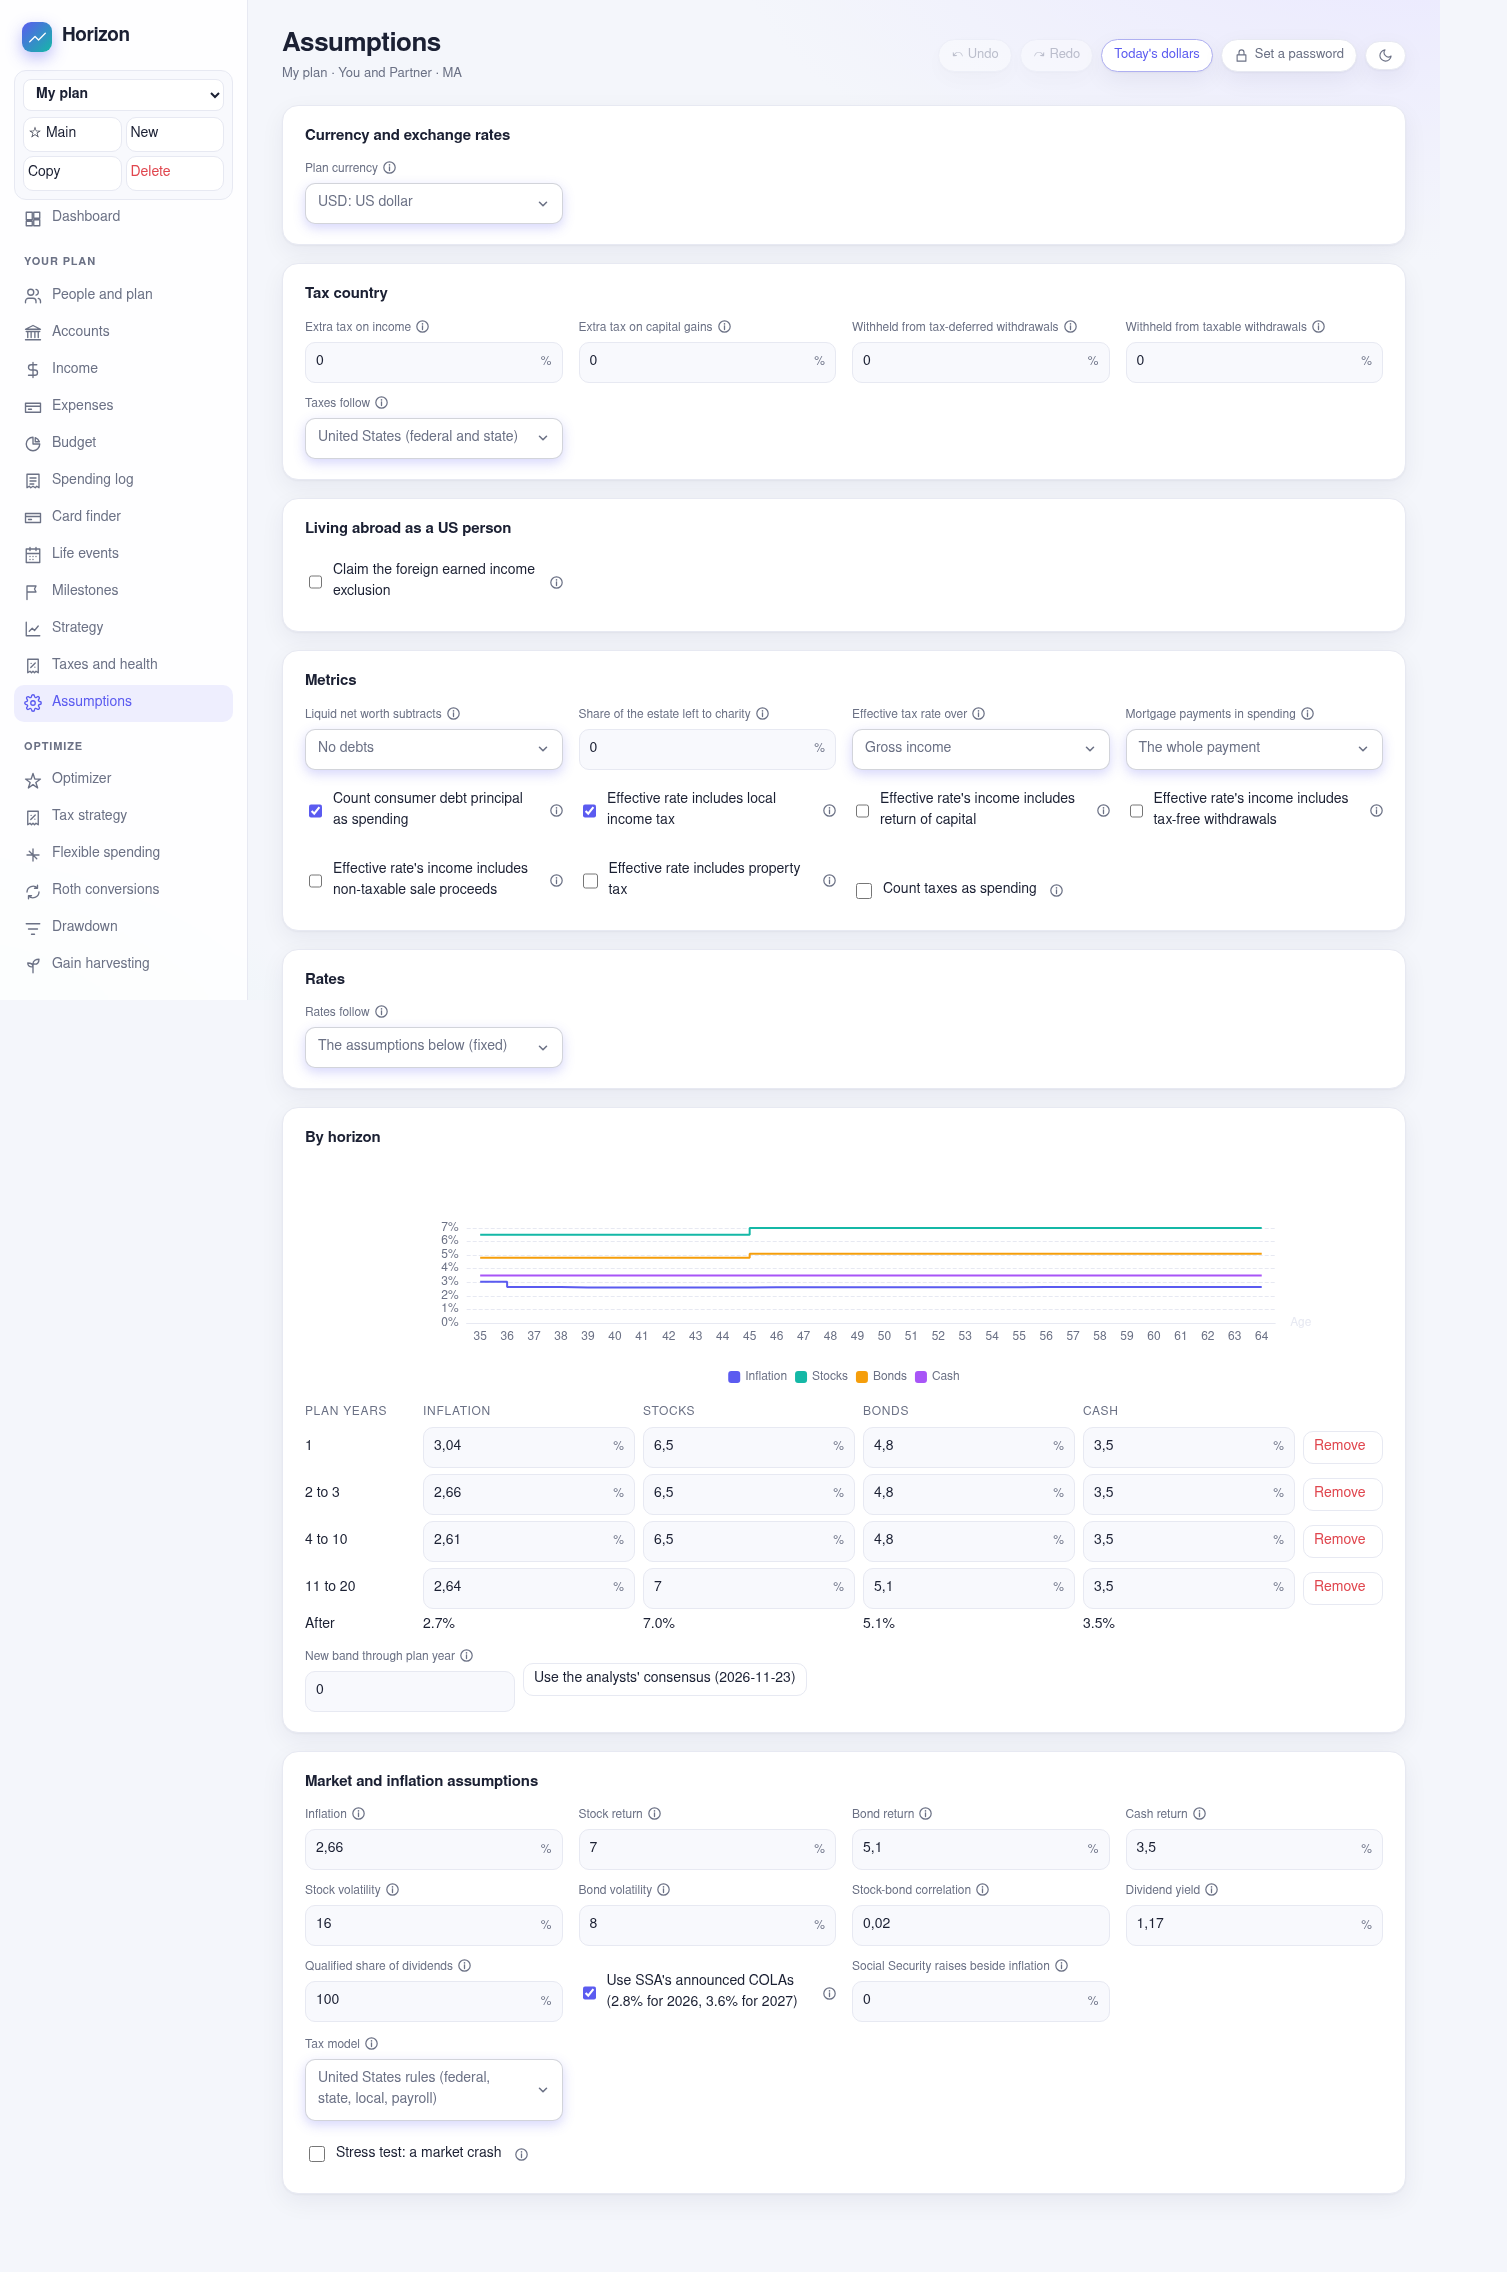 Horizon
My plan
☆ Main
New
Copy
Delete
Dashboard
YOUR PLAN
People and plan
Accounts
Income
Expenses
Budget
Spending log
Card finder
Life events
Milestones
Strategy
Taxes and health
Assumptions
OPTIMIZE
Optimizer
Tax strategy
Flexible spending
Roth conversions
Drawdown
Gain harvesting
Assumptions
My plan · You and Partner · MA
Undo
Redo
Today's dollars
Set a password
Currency and exchange rates
Plan currency
USD: US dollar
Tax country
Extra tax on income
Extra tax on capital gains
Withheld from tax-deferred withdrawals
Withheld from taxable withdrawals
0 %
0 %
0 %
0 %
Taxes follow
United States (federal and state)
Living abroad as a US person
Claim the foreign earned income
exclusion
Metrics
Liquid net worth subtracts
Share of the estate left to charity
Effective tax rate over
Mortgage payments in spending
No debts
0 %
Gross income
The whole payment
Count consumer debt principal
as spending
Effective rate includes local
income tax
Effective rate's income includes
return of capital
Effective rate's income includes
tax-free withdrawals
Effective rate's income includes
non-taxable sale proceeds
Effective rate includes property
tax
Count taxes as spending
Rates
Rates follow
The assumptions below (fixed)
By horizon
7%
6%
5%
4%
3%
2%
1%
0%
35 36 37 38 39 40 41 42 43 44 45 46 47 48 49 50 51 52 53 54 55 56 57 58 59 60 61 62 63 64
Age
Inflation Stocks Bonds Cash
PLAN YEARS INFLATION STOCKS BONDS CASH
1 3,04 % 6,5 % 4,8 % 3,5 % Remove
2 to 3 2,66 % 6,5 % 4,8 % 3,5 % Remove
4 to 10 2,61 % 6,5 % 4,8 % 3,5 % Remove
11 to 20 2,64 % 7 % 5,1 % 3,5 % Remove
After 2.7% 7.0% 5.1% 3.5%
New band through plan year
0
Use the analysts' consensus (2026-11-23)
Market and inflation assumptions
Inflation
Stock return
Bond return
Cash return
2,66 %
7 %
5,1 %
3,5 %
Stock volatility
Bond volatility
Stock-bond correlation
Dividend yield
16 %
8 %
0,02
1,17 %
Qualified share of dividends
100 %
Use SSA's announced COLAs
(2.8% for 2026, 3.6% for 2027)
Social Security raises beside inflation
0 %
Tax model
United States rules (federal,
state, local, payroll)
Stress test: a market crash